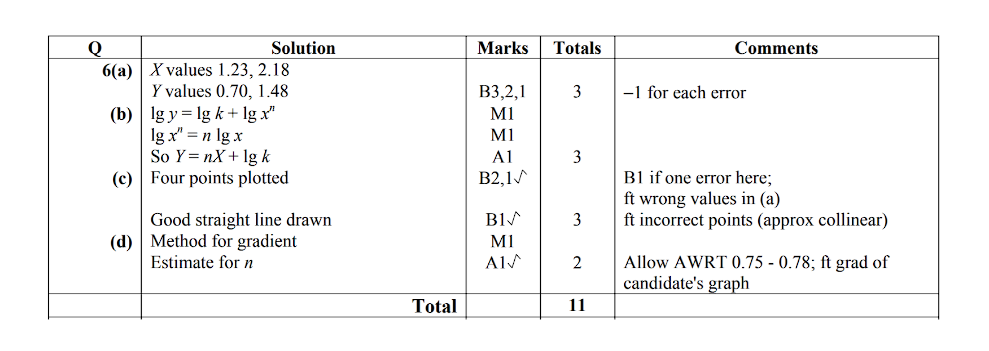 Q Solution Marks Totals Comments
6(a) X values 1.23, 2.18
Y values 0.70, 1.48 B3,2,1 3 −1 for each error
(b) lg y = lg k + lg xⁿ M1
lg xⁿ = n lg x M1
So Y = nX + lg k A1 3
(c) Four points plotted B2,1√ B1 if one error here;
ft wrong values in (a)
Good straight line drawn B1√ 3 ft incorrect points (approx collinear)
(d) Method for gradient M1
Estimate for n A1√ 2 Allow AWRT 0.75 - 0.78; ft grad of
candidate's graph
Total 11